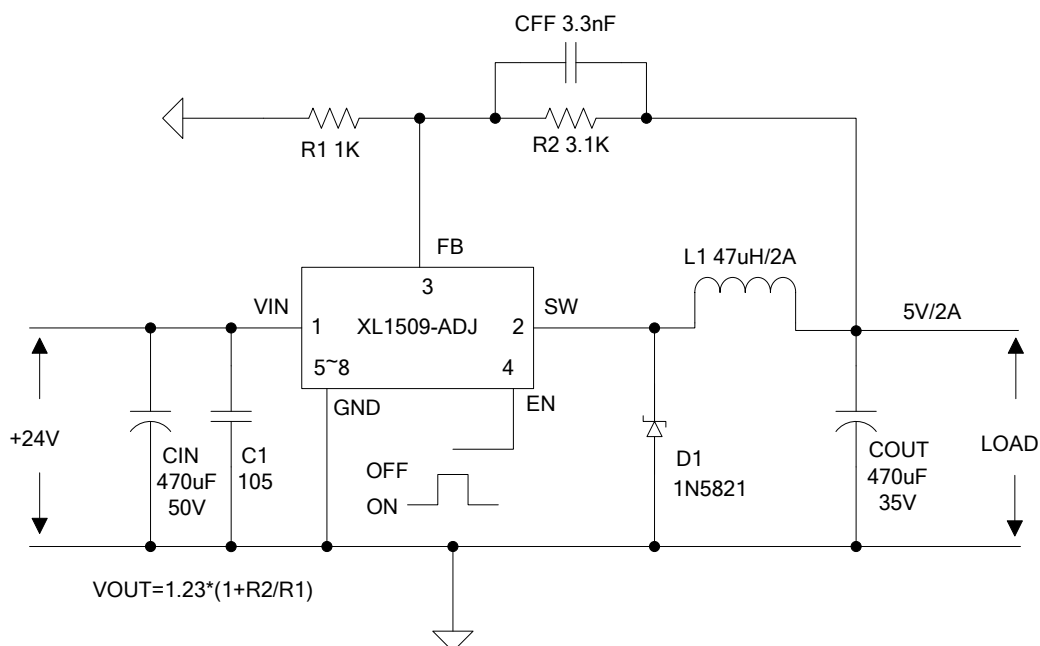 CFF 3.3nF
R1 1K
R2 3.1K
FB
L1 47uH/2A
3
VIN
SW
5V/2A
1
XL1509-ADJ
2
5~8
4
GND
EN
+24V
CIN
470uF
50V
C1
105
OFF
ON
D1
1N5821
COUT
470uF
35V
LOAD
VOUT=1.23*(1+R2/R1)